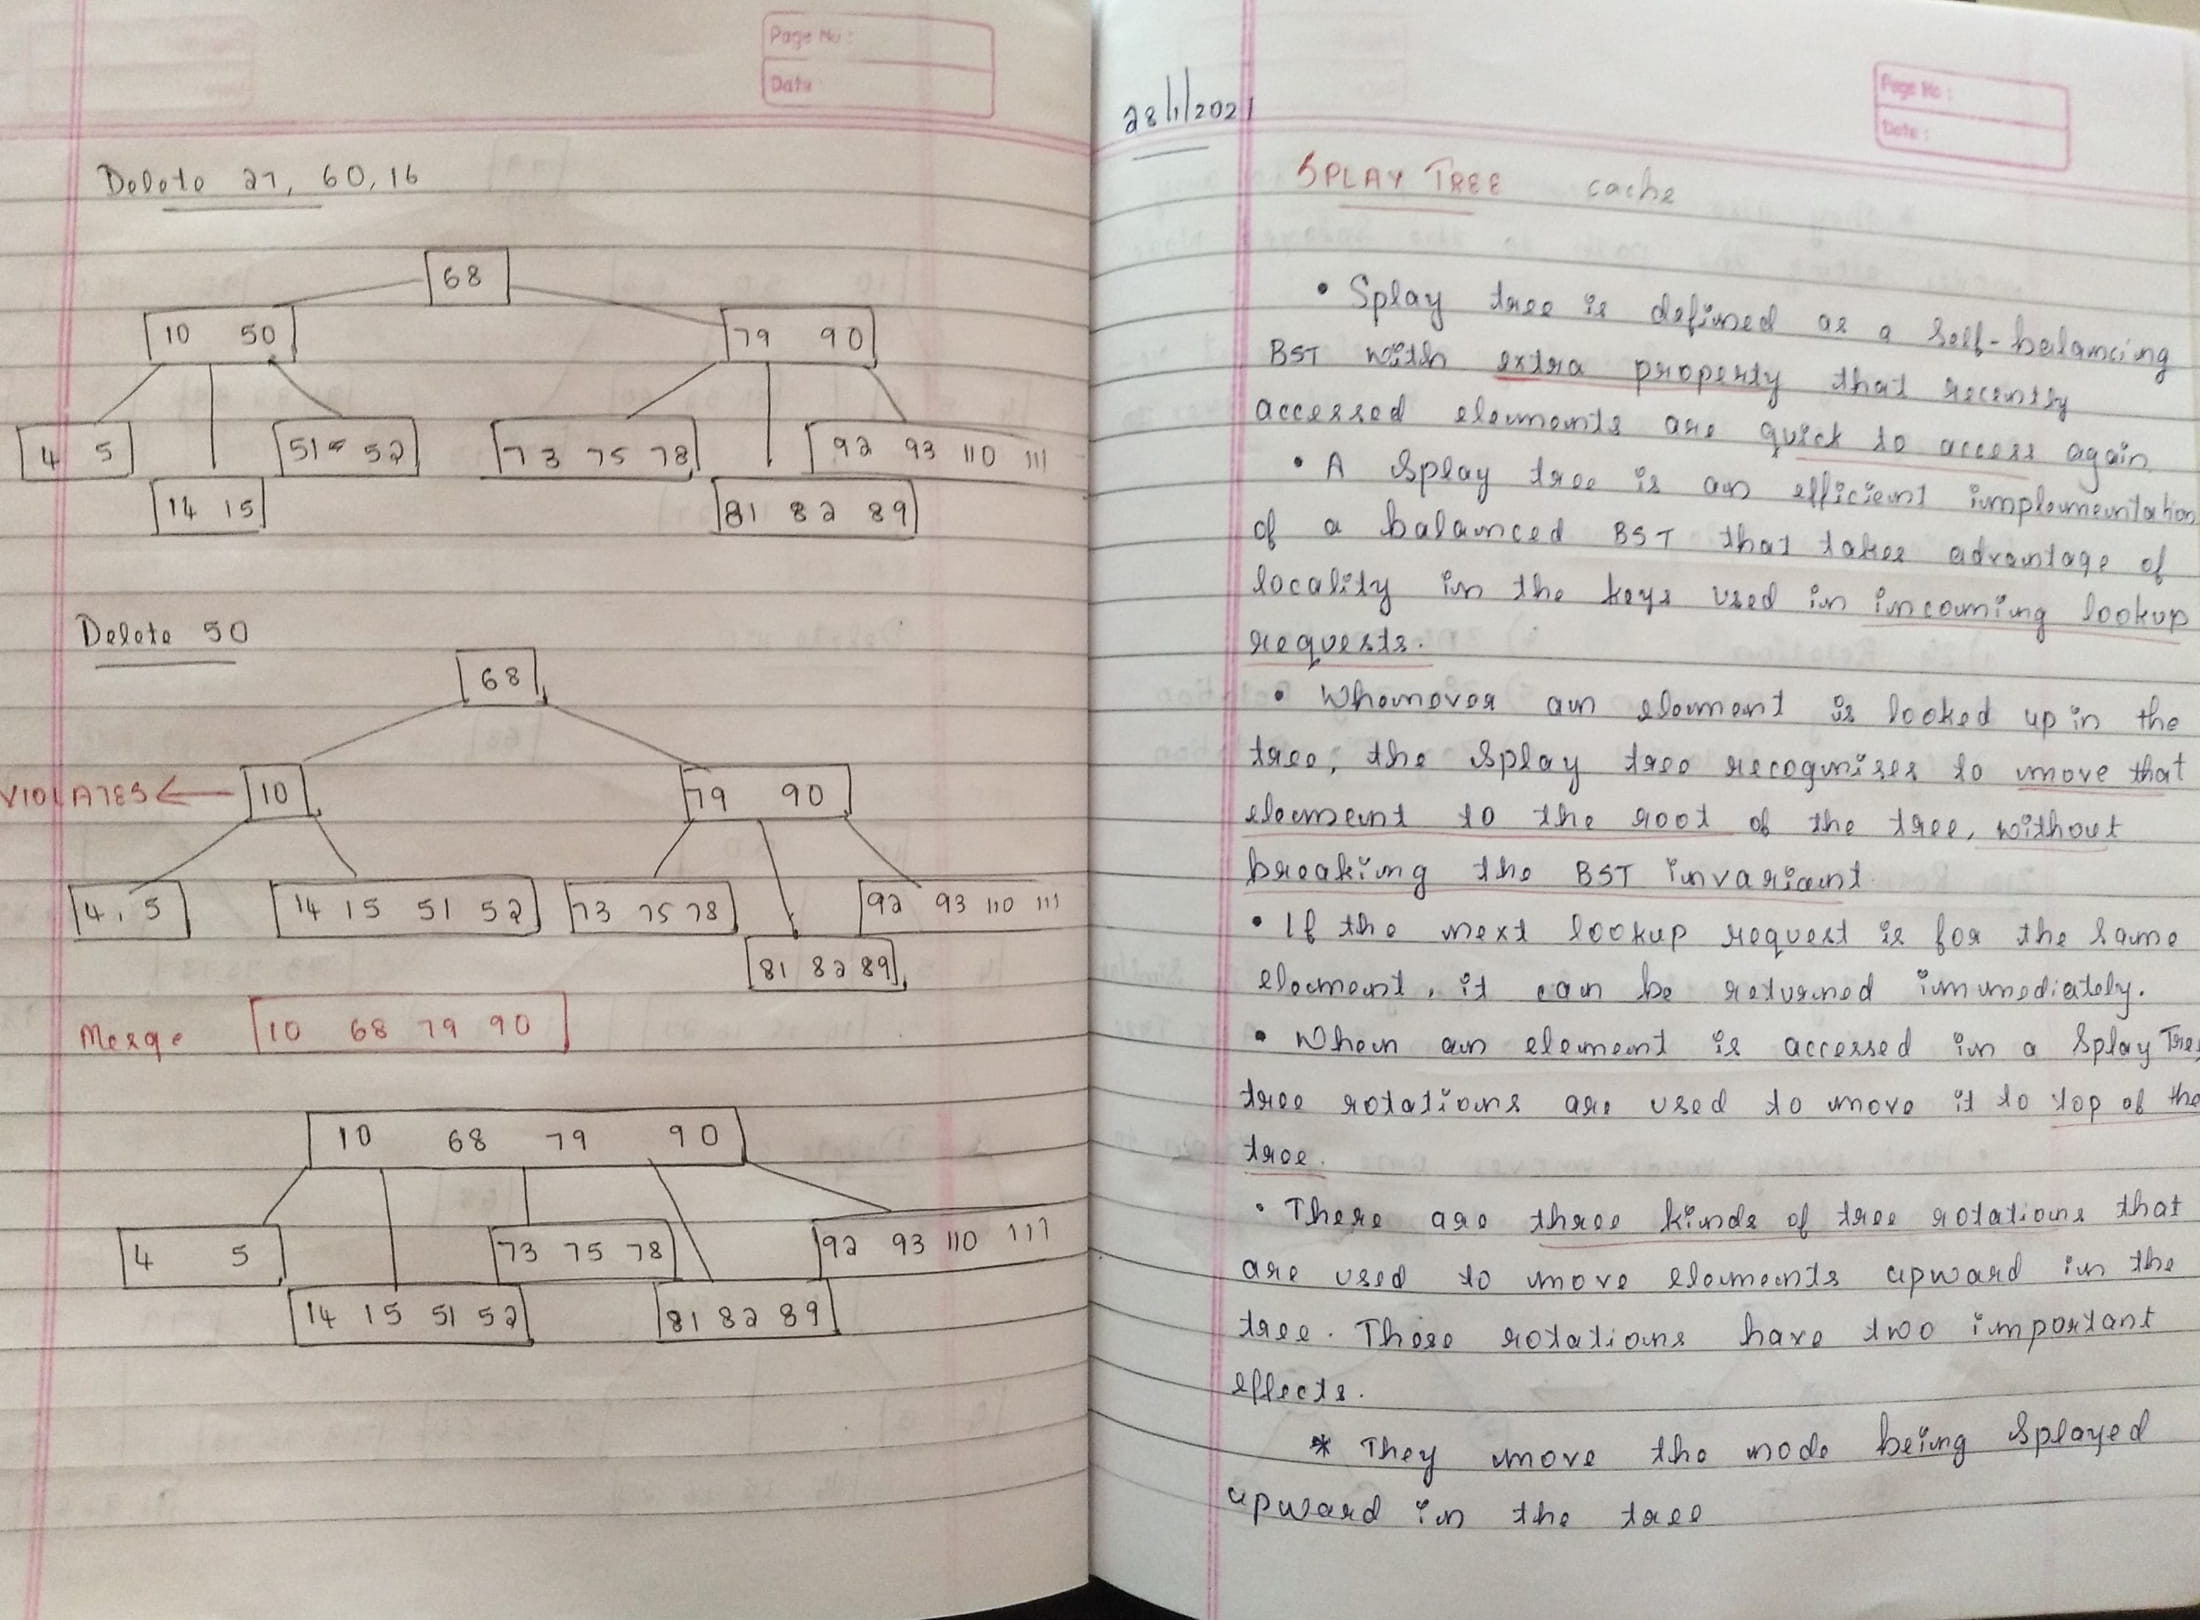 Page No:
Date
Delete 21, 60, 16
68
10 50
79 90
4 5
51 52
73 75 78
92 93 110 111
14 15
81 82 89
Delete 50
68
VIOLATES
10
79 90
4, 5
14 15 51 52
73 75 78
92 93 110 111
81 82 89
Merge 10 68 79 90
10 68 79 90
4 5
73 75 78
92 93 110 111
14 15 51 52
81 82 89
Page No:
Date:
28/1/2021
SPLAY TREE cache
• Splay tree is defined as a self-balancing
BST with extra property that recently
accessed elements are quick to access again
• A splay tree is an efficient implementation
of a balanced BST that takes advantage of
locality in the keys used in incoming lookup
requests.
• Whenever an element is looked up in the
tree, the splay tree recognises to move that
element to the root of the tree, without
breaking the BST invariant
• If the next lookup request is for the same
element, it can be returned immediately.
• When an element is accessed in a Splay Tree,
tree rotations are used to move it to top of the
tree.
• There are three kinds of tree rotations that
are used to move elements upward in the
tree. These rotations have two important
effects.
* They move the node being splayed
upward in the tree